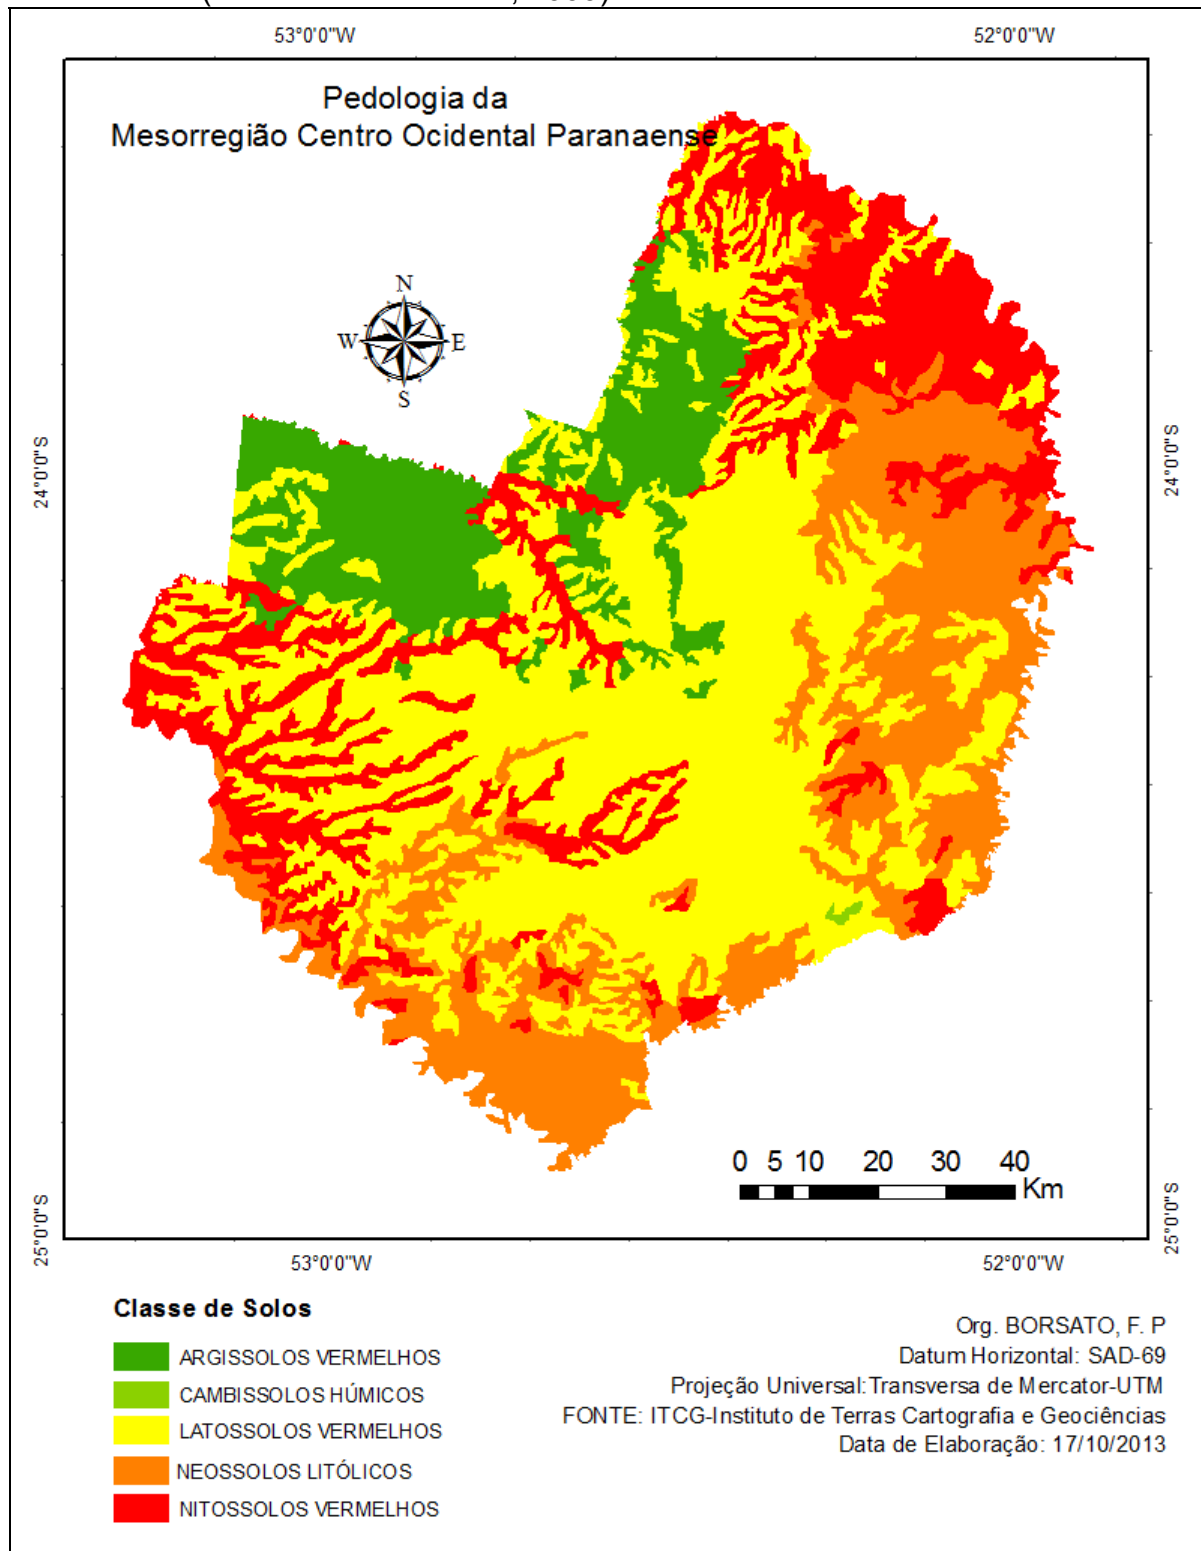 53°0'0"W 52°0'0"W
Pedologia da
Mesorregião Centro Ocidental Paranaense
N
W E
S
24°0'0"S 24°0'0"S
0 5 10 20 30 40
Km
25°0'0"S 25°0'0"S
53°0'0"W 52°0'0"W
Classe de Solos
ARGISSOLOS VERMELHOS
CAMBISSOLOS HÚMICOS
LATOSSOLOS VERMELHOS
NEOSSOLOS LITÓLICOS
NITOSSOLOS VERMELHOS
Org. BORSATO, F. P
Datum Horizontal: SAD-69
Projeção Universal:Transversa de Mercator-UTM
FONTE: ITCG-Instituto de Terras Cartografia e Geociências
Data de Elaboração: 17/10/2013